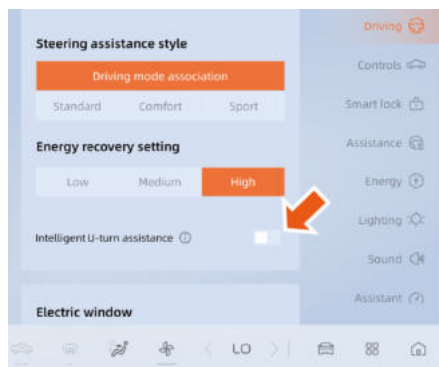 Driving
Steering assistance style
Driving mode association
Controls
Standard Comfort Sport
Smart lock
Energy recovery setting
Assistance
Low Medium High
Energy
Lighting
Intelligent U-turn assistance
Sound
Assistant
Electric window
LO